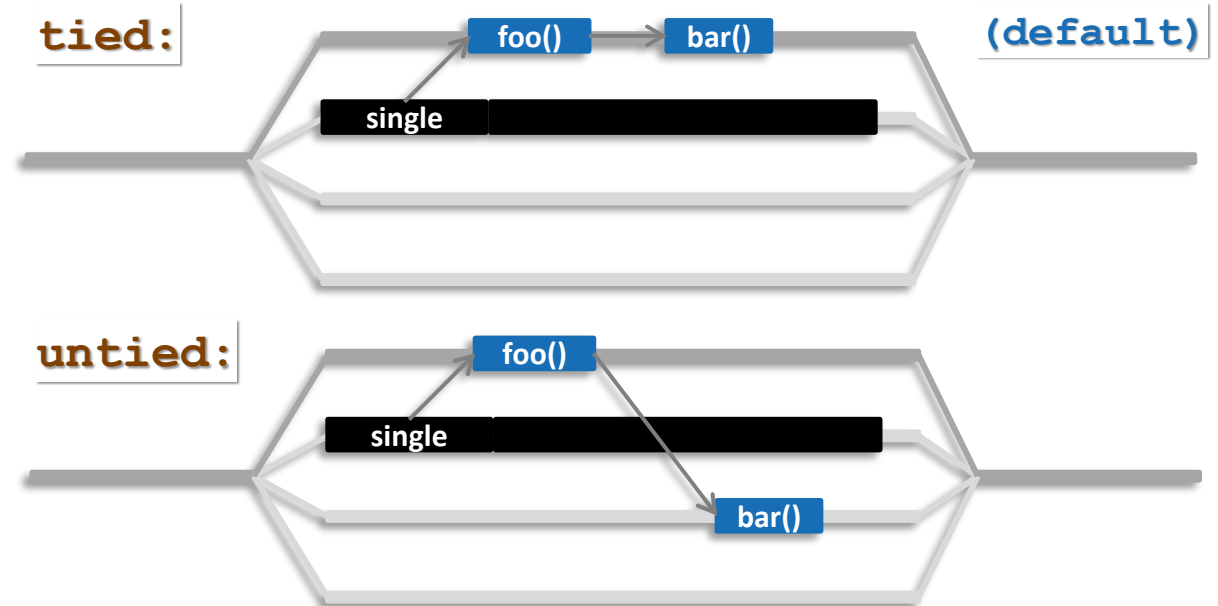 tied:
(default)
foo()
bar()
single
untied:
foo()
single
bar()